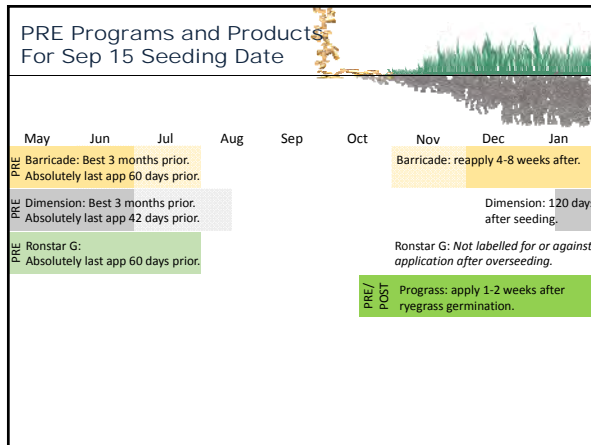 PRE Programs and Products
For Sep 15 Seeding Date
May Jun Jul Aug Sep Oct Nov Dec Jan
PRE
Barricade: Best 3 months prior.
Absolutely last app 60 days prior.
Barricade: reapply 4-8 weeks after.
PRE
Dimension: Best 3 months prior.
Absolutely last app 42 days prior.
Dimension: 120 days
after seeding.
PRE
Ronstar G:
Absolutely last app 60 days prior.
Ronstar G: Not labelled for or against
application after overseeding.
PRE/
POST
Prograss: apply 1-2 weeks after
ryegrass germination.